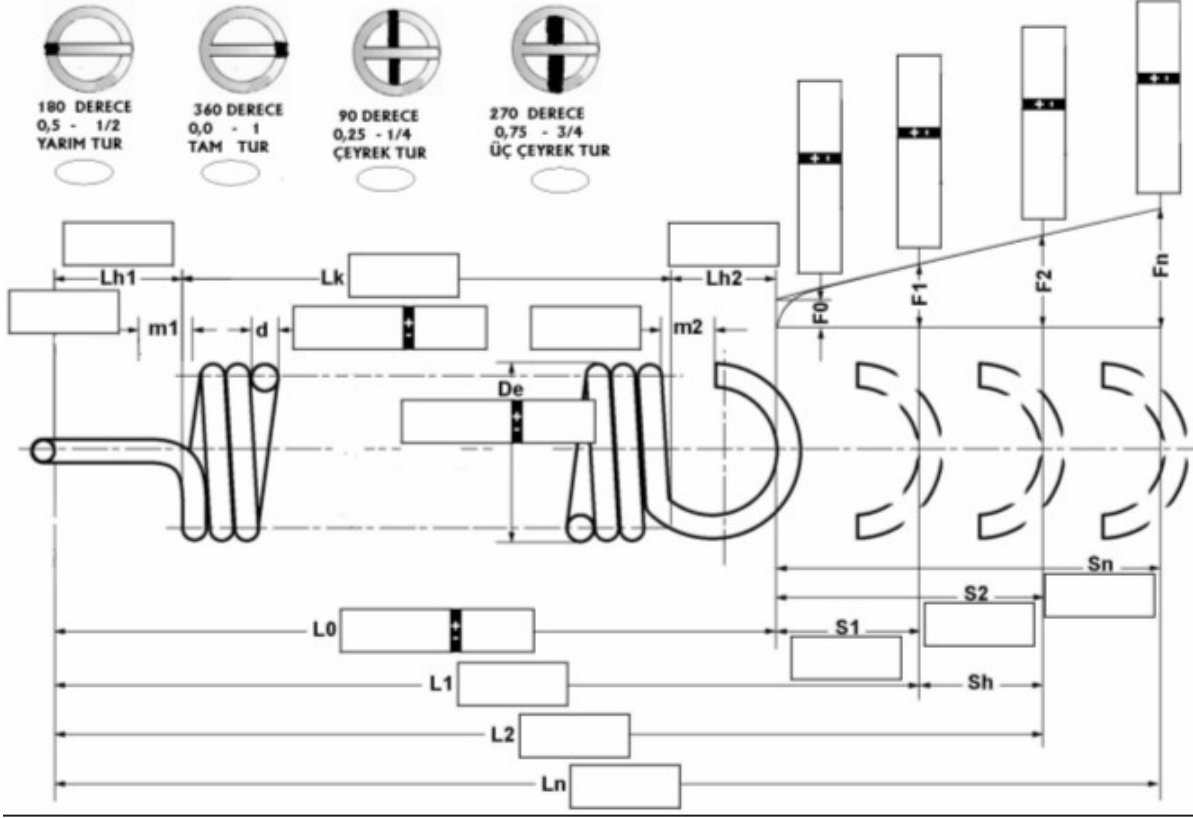 180 DERECE
0,5 - 1/2
YARIM TUR
360 DERECE
0,0 - 1
TAM TUR
90 DERECE
0,25 - 1/4
ÇEYREK TUR
270 DERECE
0,75 - 3/4
ÜÇ ÇEYREK TUR
+ -
+ -
+ -
+ -
Lh1
Lk
Lh2
F0
F1
F2
Fn
m1
d
+ -
m2
De
+ -
Sn
S2
L0
+ -
S1
L1
Sh
L2
Ln